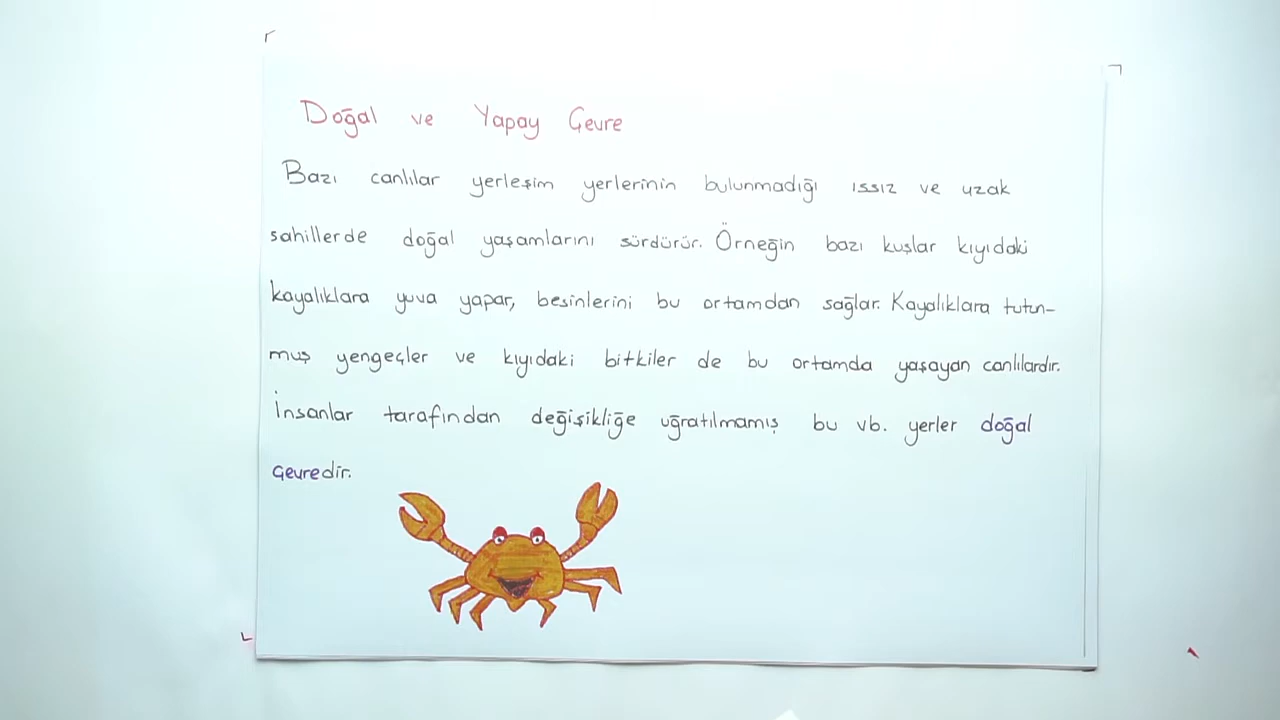 Doğal ve Yapay Çevre
Bazı canlılar yerleşim yerlerinin bulunmadığı ıssız ve uzak
sahillerde doğal yaşamlarını sürdürür. Örneğin bazı kuşlar kıyıdaki
kayalıklara yuva yapar, besinlerini bu ortamdan sağlar. Kayalıklara tutun-
muş yengeçler ve kıyıdaki bitkiler de bu ortamda yaşayan canlılardır.
İnsanlar tarafından değişikliğe uğratılmamış bu vb. yerler doğal
çevredir.